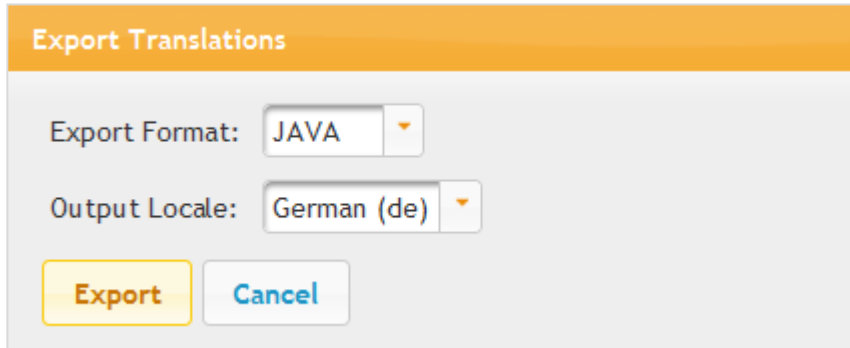 Export Translations
Export Format: JAVA
Output Locale: German (de)
Export Cancel